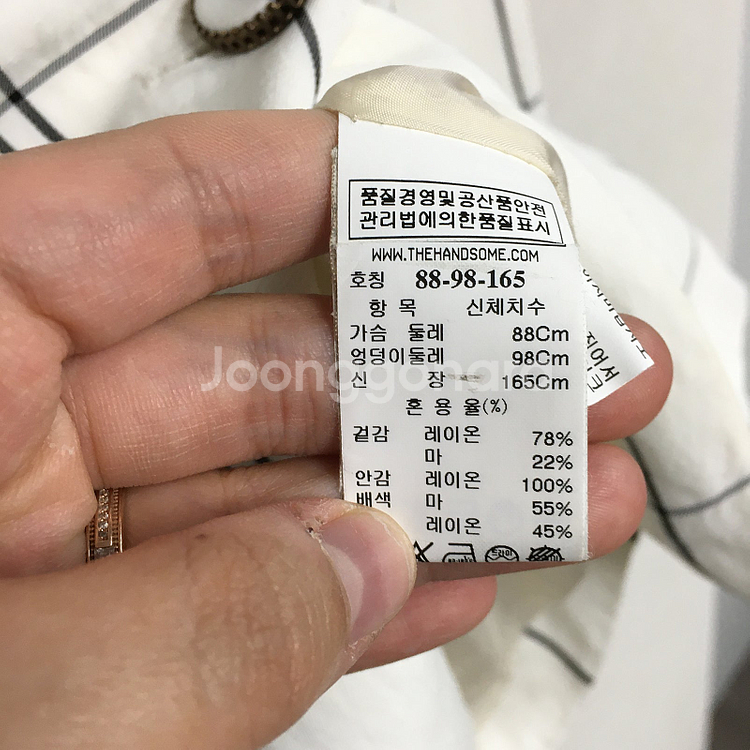 품질경영및공산품안전
관리법에의한품질표시
WWW.THEHANDSOME.COM
호칭 88-98-165
항 목 신체치수
가슴 둘레 88Cm
엉덩이둘레 98Cm
신 장 165Cm
혼 용 율(%)
겉감 레이온 78%
마 22%
안감 레이온 100%
배색 마 55%
레이온 45%
드라이
Joonggonara